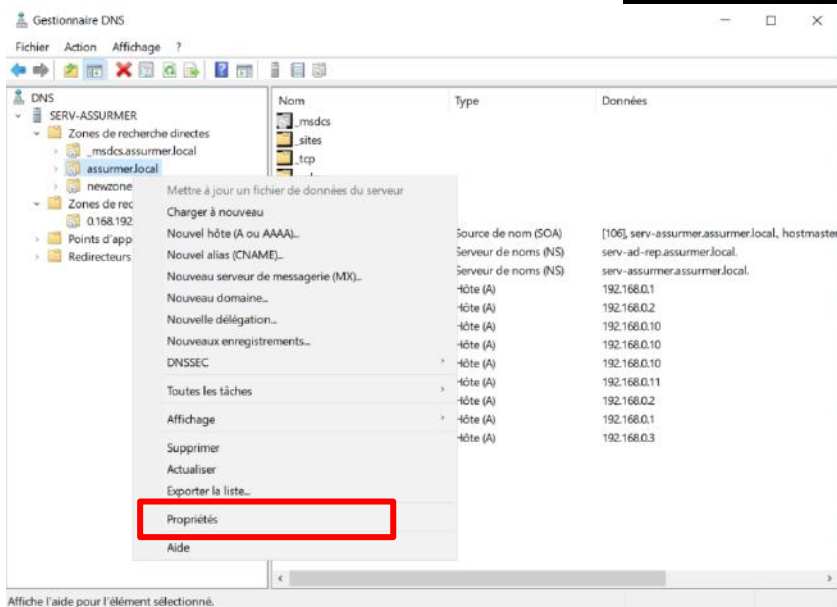 Gestionnaire DNS
Fichier Action Affichage ?
DNS
SERV-ASSURMER
Zones de recherche directes
_msdcs.assurmer.local
assurmer.local
newzone
Zones de rec
0.168.192
Points d'app
Redirecteurs
Nom Type Données
_msdcs
_sites
_tcp
Source de nom (SOA) [106], serv-assurmer.assurmer.local., hostmaster
Serveur de noms (NS) serv-ad-rep.assurmer.local.
Serveur de noms (NS) serv-assurmer.assurmer.local.
Hôte (A) 192.168.0.1
Hôte (A) 192.168.0.2
Hôte (A) 192.168.0.10
Hôte (A) 192.168.0.10
Hôte (A) 192.168.0.10
Hôte (A) 192.168.0.11
Hôte (A) 192.168.0.2
Hôte (A) 192.168.0.1
Hôte (A) 192.168.0.3
Mettre à jour un fichier de données du serveur
Charger à nouveau
Nouvel hôte (A ou AAAA)...
Nouvel alias (CNAME)...
Nouveau serveur de messagerie (MX)...
Nouveau domaine...
Nouvelle délégation...
Nouveaux enregistrements...
DNSSEC
Toutes les tâches
Affichage
Supprimer
Actualiser
Exporter la liste...
Propriétés
Aide
Affiche l'aide pour l'élément sélectionné.